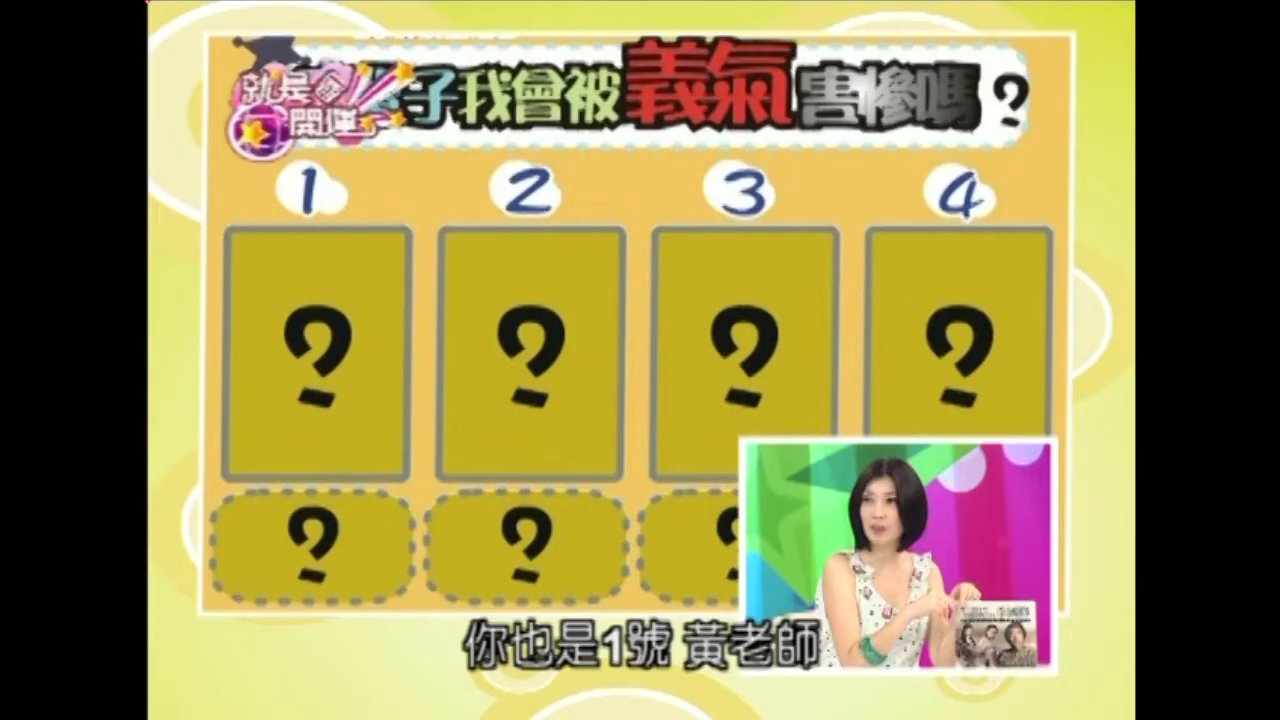 就是令
開運
子我會被義氣害慘嗎?
1 2 3 4
? ? ? ?
? ? ?
你也是1號 黃老師